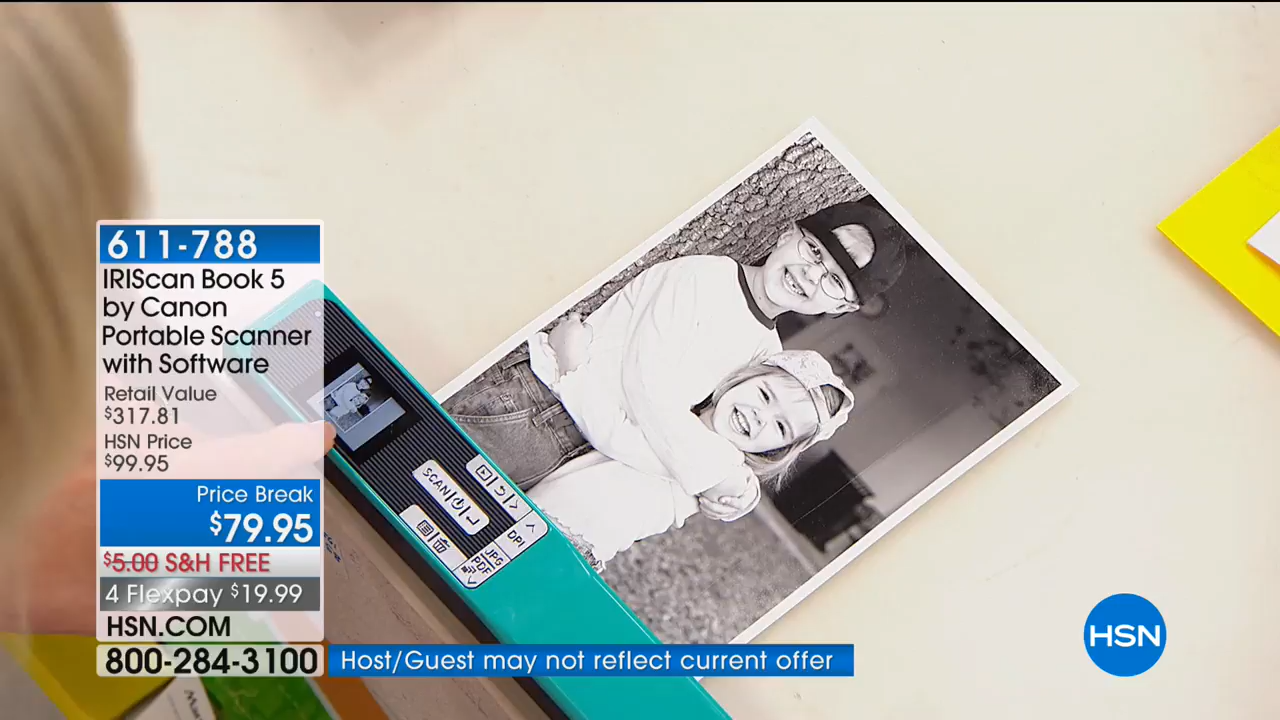 611-788
IRIScan Book 5
by Canon
Portable Scanner
with Software
Retail Value
$317.81
HSN Price
$99.95
Price Break
$79.95
$5.00 S&H FREE
4 Flexpay $19.99
HSN.COM
800-284-3100
Host/Guest may not reflect current offer
SCAN
DPI
JPG
PDF
HSN